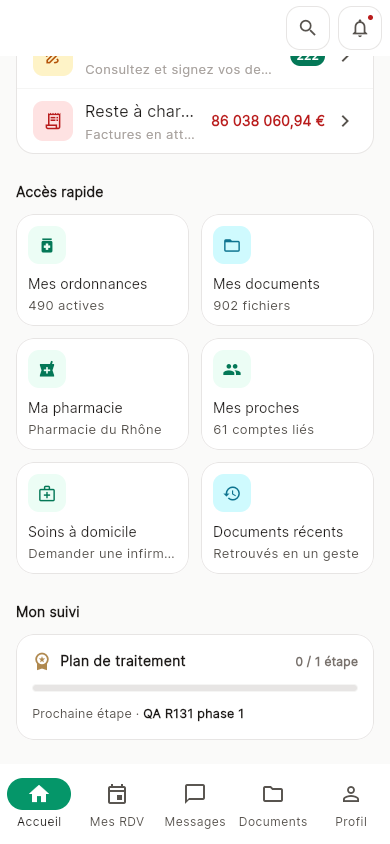 Consultez et signez vos de...
222
Reste à char...
Factures en att...
86 038 060,94 €
Accès rapide
Mes ordonnances
490 actives
Mes documents
902 fichiers
Ma pharmacie
Pharmacie du Rhône
Mes proches
61 comptes liés
Soins à domicile
Demander une infirm...
Documents récents
Retrouvés en un geste
Mon suivi
Plan de traitement
0 / 1 étape
Prochaine étape · QA R131 phase 1
Accueil
Mes RDV
Messages
Documents
Profil